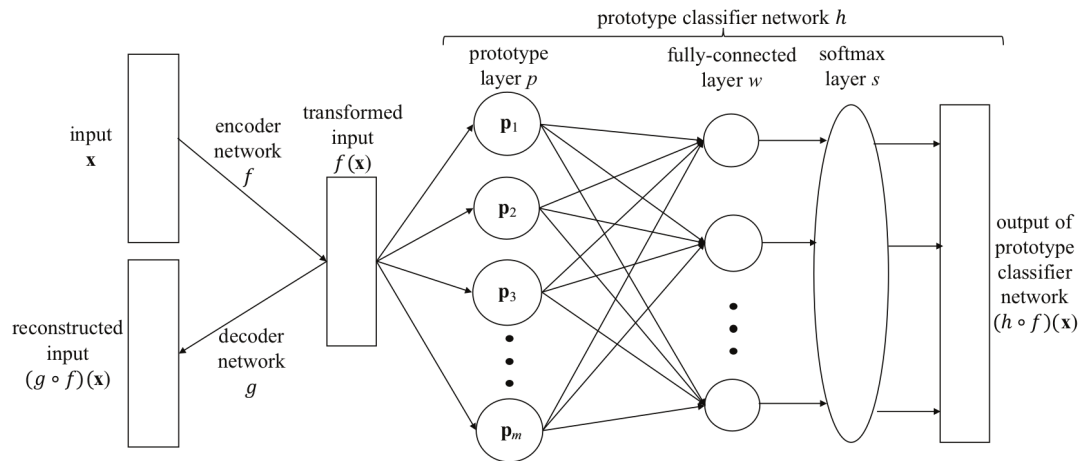 prototype classifier network h
prototype
layer p
fully-connected
layer w
softmax
layer s
input
x
encoder
network
f
transformed
input
f(x)
p1
p2
p3
pm
reconstructed
input
(g ∘ f)(x)
decoder
network
g
output of
prototype
classifier
network
(h ∘ f)(x)